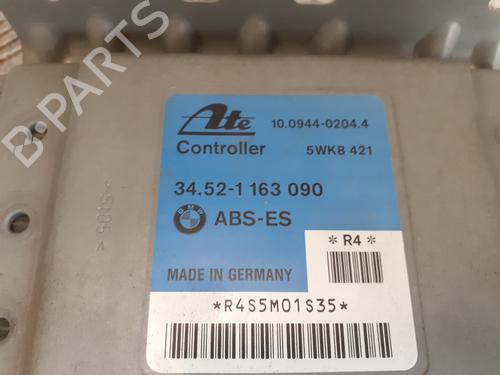 Ate
10.0944-0204.4
Controller 5WK8 421
34.52-1 163 090
BMW
ABS-ES
* R4 *
MADE IN GERMANY
*R4S5M01S35*
B-PARTS